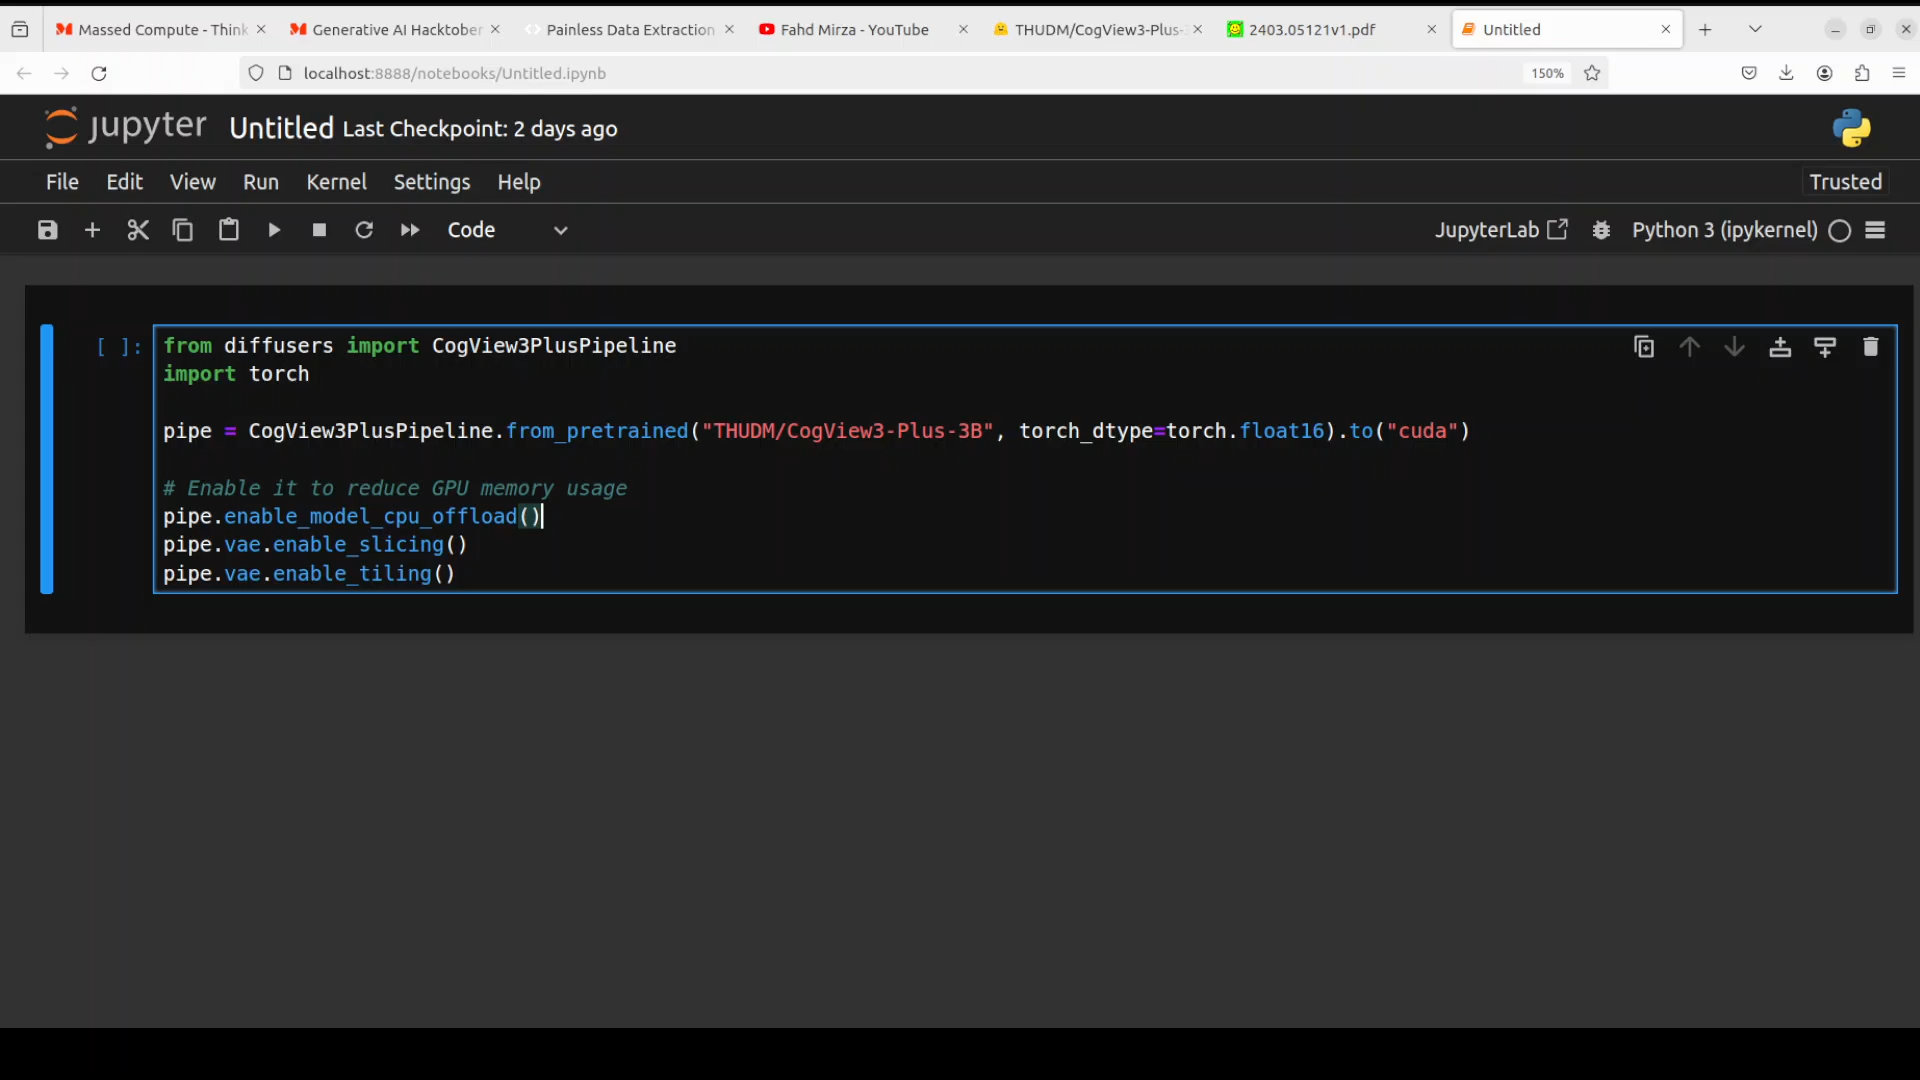 Massed Compute - Think
Generative AI Hacktober
Painless Data Extraction
Fahd Mirza - YouTube
THUDM/CogView3-Plus-
2403.05121v1.pdf
Untitled
localhost:8888/notebooks/Untitled.ipynb
150%
jupyter Untitled Last Checkpoint: 2 days ago
File Edit View Run Kernel Settings Help
Trusted
Code
JupyterLab
Python 3 (ipykernel)
[ ]: from diffusers import CogView3PlusPipeline
import torch
pipe = CogView3PlusPipeline.from_pretrained("THUDM/CogView3-Plus-3B", torch_dtype=torch.float16).to("cuda")
# Enable it to reduce GPU memory usage
pipe.enable_model_cpu_offload()
pipe.vae.enable_slicing()
pipe.vae.enable_tiling()